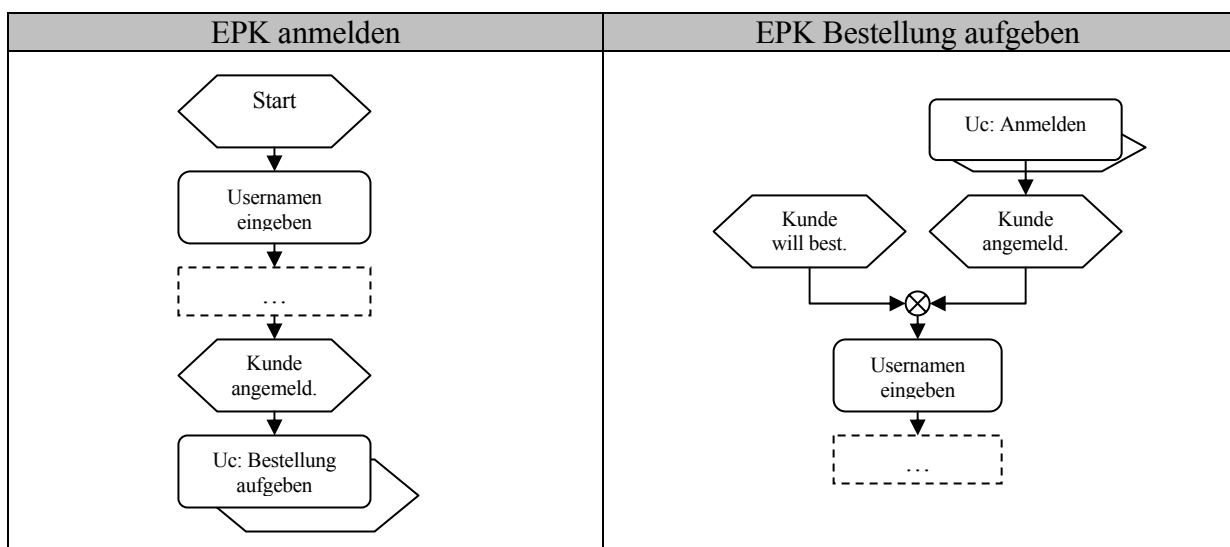 EPK anmelden
Start
Usernamen
eingeben
...
Kunde
angemeld.
Uc: Bestellung
aufgeben
EPK Bestellung aufgeben
Uc: Anmelden
Kunde
will best.
Kunde
angemeld.
Usernamen
eingeben
...